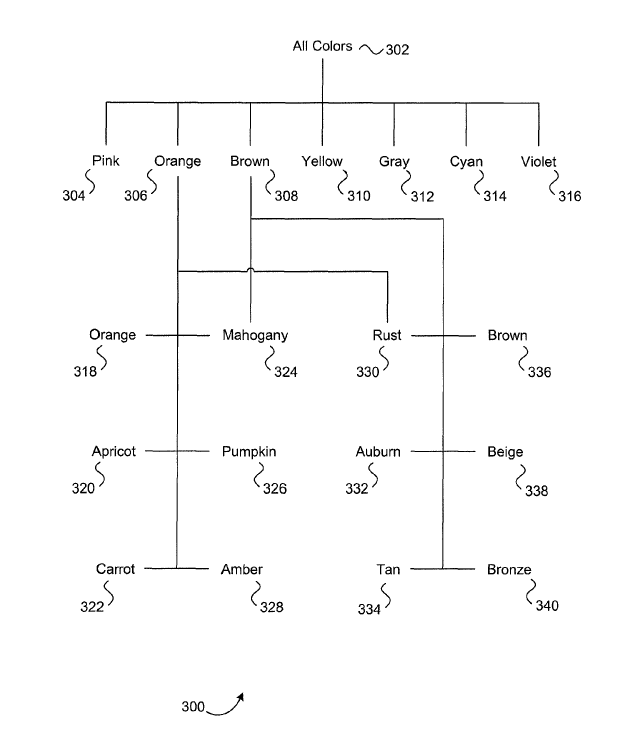 All Colors 302
Pink Orange Brown Yellow Gray Cyan Violet
304 306 308 310 312 314 316
Orange Mahogany Rust Brown
318 324 330 336
Apricot Pumpkin Auburn Beige
320 326 332 338
Carrot Amber Tan Bronze
322 328 334 340
300